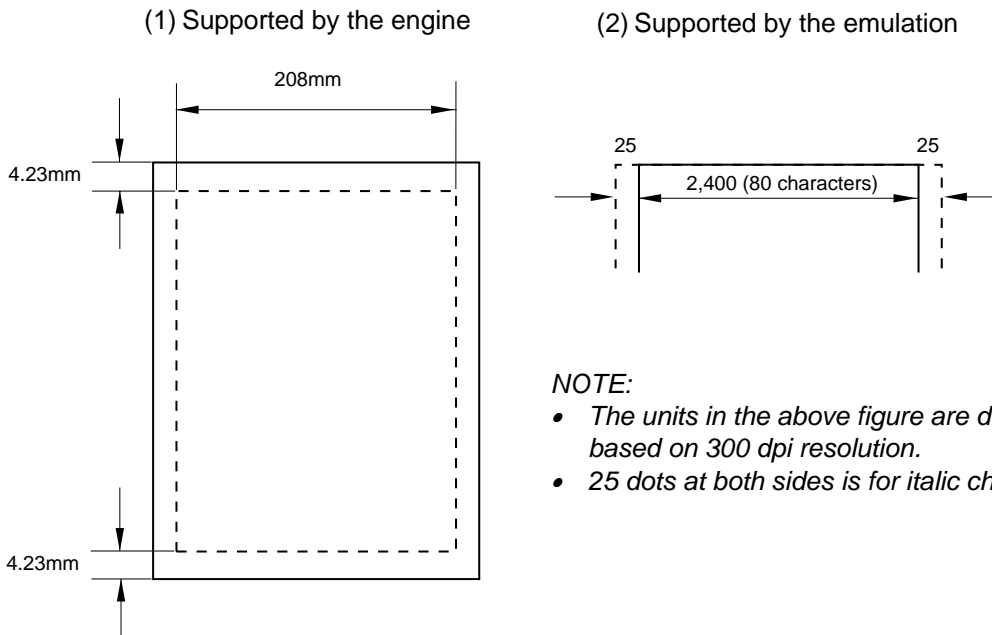 (1) Supported by the engine
(2) Supported by the emulation
208mm
4.23mm
4.23mm
25
25
2,400 (80 characters)
NOTE:
• The units in the above figure are
based on 300 dpi resolution.
• 25 dots at both sides is for italic